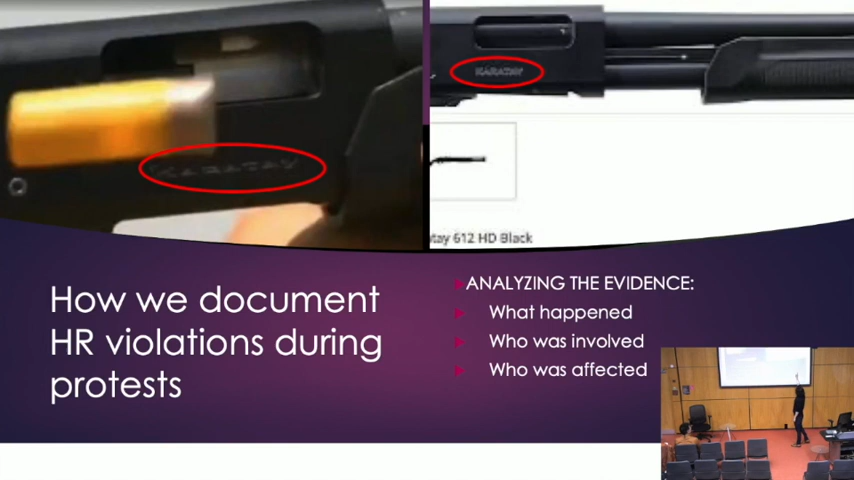 KARATAY
KARATAY
tay 612 HD Black
How we document
HR violations during
protests
ANALYZING THE EVIDENCE:
What happened
Who was involved
Who was affected